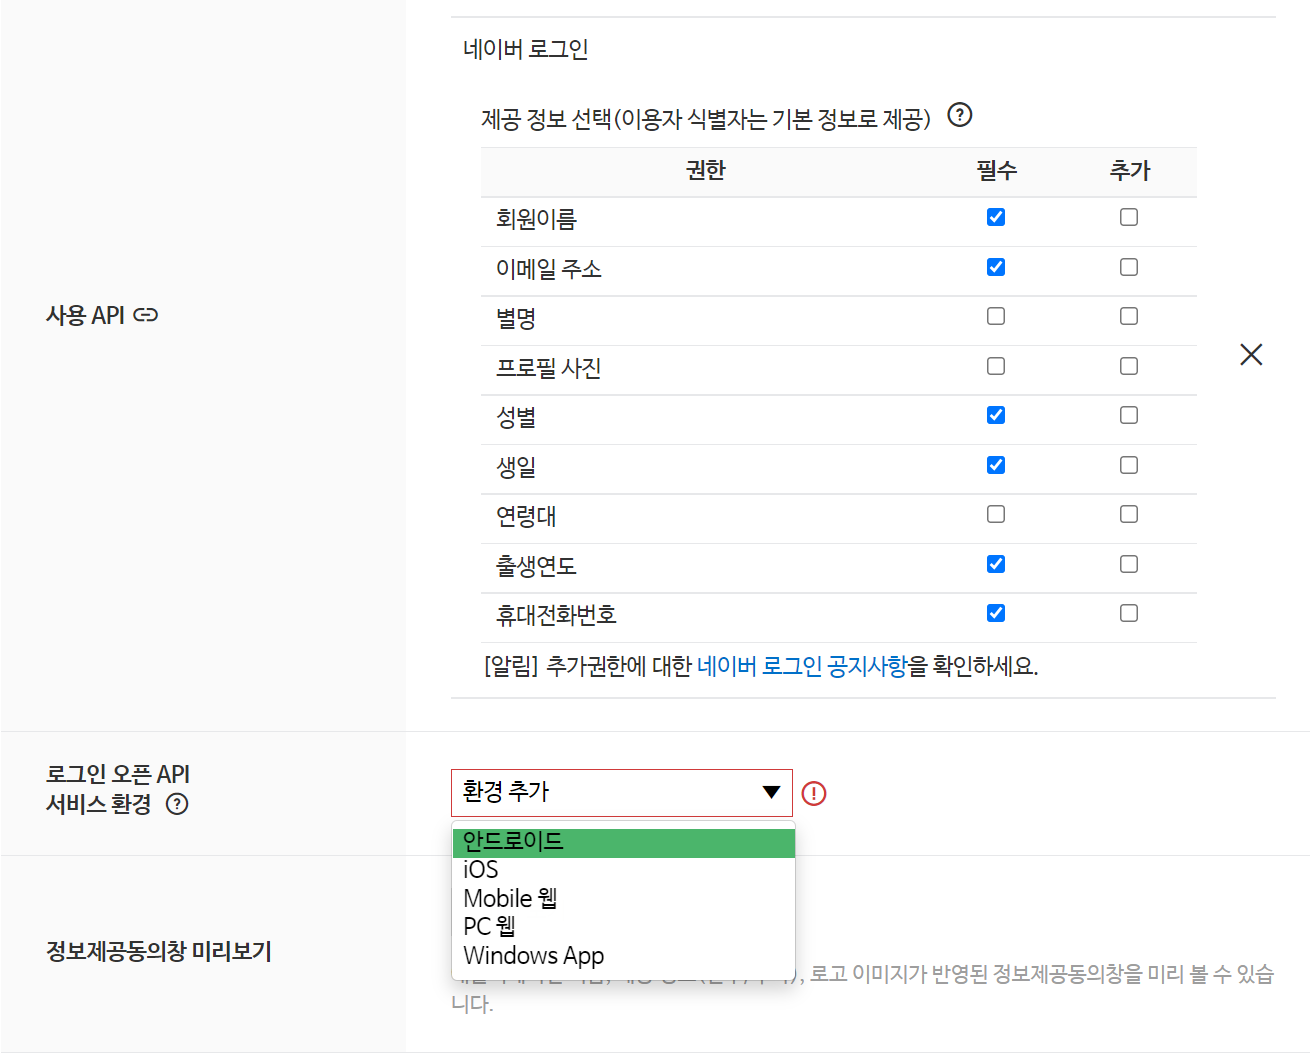 네이버 로그인
제공 정보 선택(이용자 식별자는 기본 정보로 제공) ?
권한 필수 추가
회원이름
이메일 주소
별명
사용 API
프로필 사진
성별
생일
연령대
출생연도
휴대전화번호
[알림] 추가권한에 대한 네이버 로그인 공지사항을 확인하세요.
로그인 오픈 API
서비스 환경 ?
환경 추가
안드로이드
iOS
Mobile 웹
PC 웹
Windows App
정보제공동의창 미리보기
, 로고 이미지가 반영된 정보제공동의창을 미리 볼 수 있습
니다.